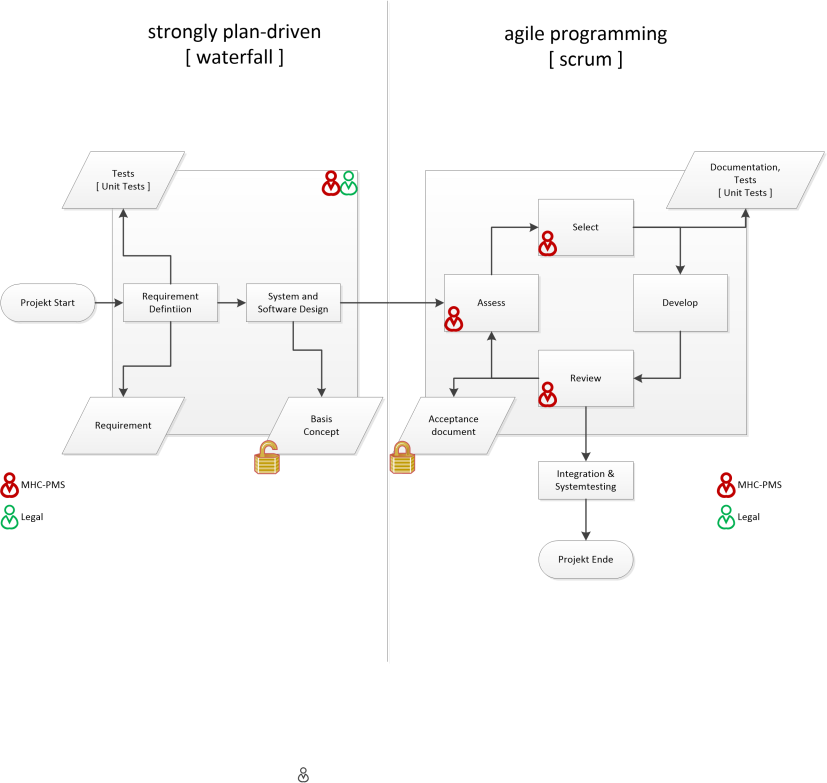 strongly plan-driven
[ waterfall ]
agile programming
[ scrum ]
Tests
[ Unit Tests ]
Documentation,
Tests
[ Unit Tests ]
Select
Projekt Start
Requirement
Defintiion
System and
Software Design
Assess
Develop
Review
Requirement
Basis
Concept
Acceptance
document
MHC-PMS
Legal
Integration &
Systemtesting
MHC-PMS
Legal
Projekt Ende